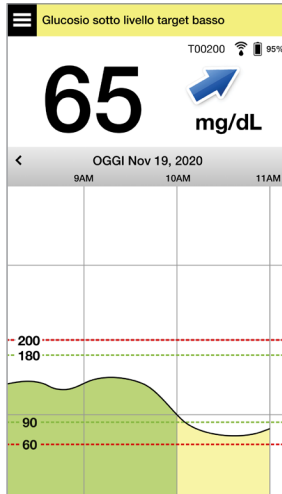 Glucosio sotto livello target basso
T00200 95%
65
mg/dL
OGGI Nov 19, 2020
9AM 10AM 11AM
200
180
90
60